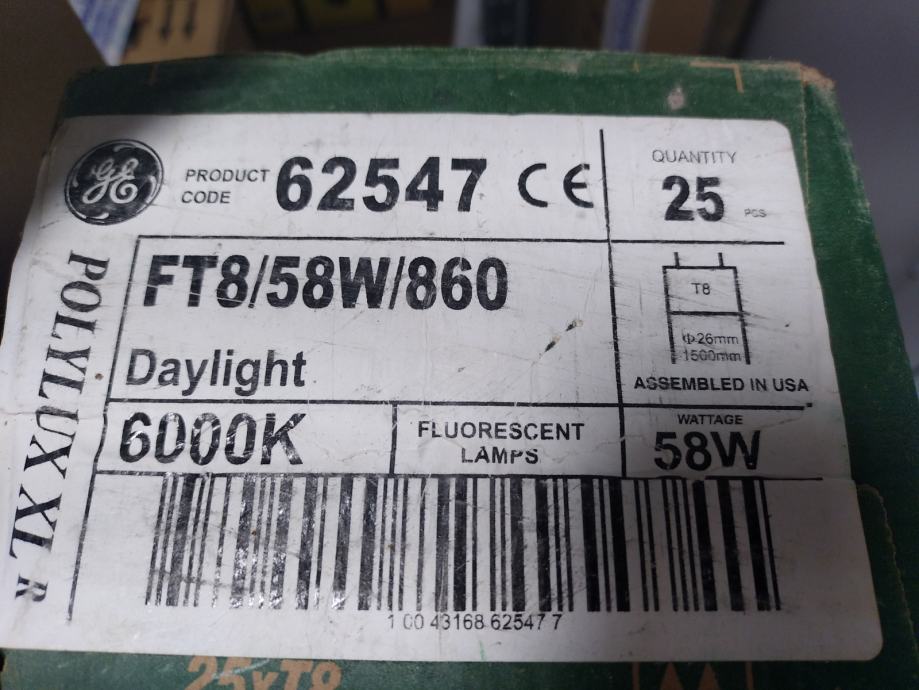 GE
PRODUCT CODE 62547 CE
QUANTITY
25 PCS
POLYLUX XL R
FT8/58W/860
Daylight
T8
Φ26mm
1500mm
ASSEMBLED IN USA
6000K
FLUORESCENT
LAMPS
WATTAGE
58W
1 00 43168 62547 7
25xT8